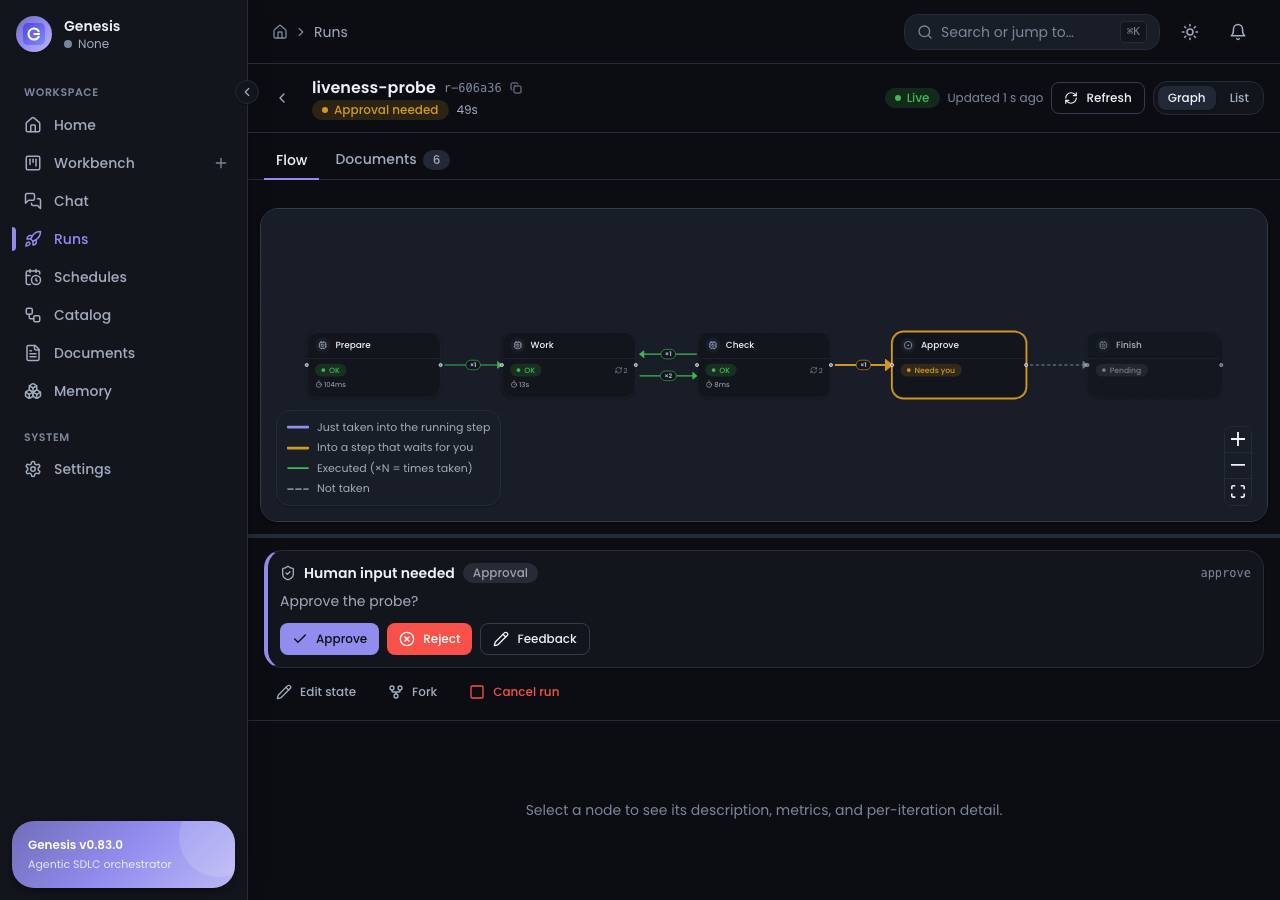 Genesis
None
WORKSPACE
Home
Workbench
Chat
Runs
Schedules
Catalog
Documents
Memory
SYSTEM
Settings
Genesis v0.83.0
Agentic SDLC orchestrator
Runs
Search or jump to...
⌘K
liveness-probe r-606a36
Approval needed 49s
Live Updated 1 s ago Refresh Graph List
Flow Documents 6
Prepare
OK
104ms
×1
Work
OK 2
13s
×1
×2
Check
OK 2
8ms
×1
Approve
Needs you
Finish
Pending
Just taken into the running step
Into a step that waits for you
Executed (×N = times taken)
Not taken
Human input needed Approval approve
Approve the probe?
Approve Reject Feedback
Edit state Fork Cancel run
Select a node to see its description, metrics, and per-iteration detail.